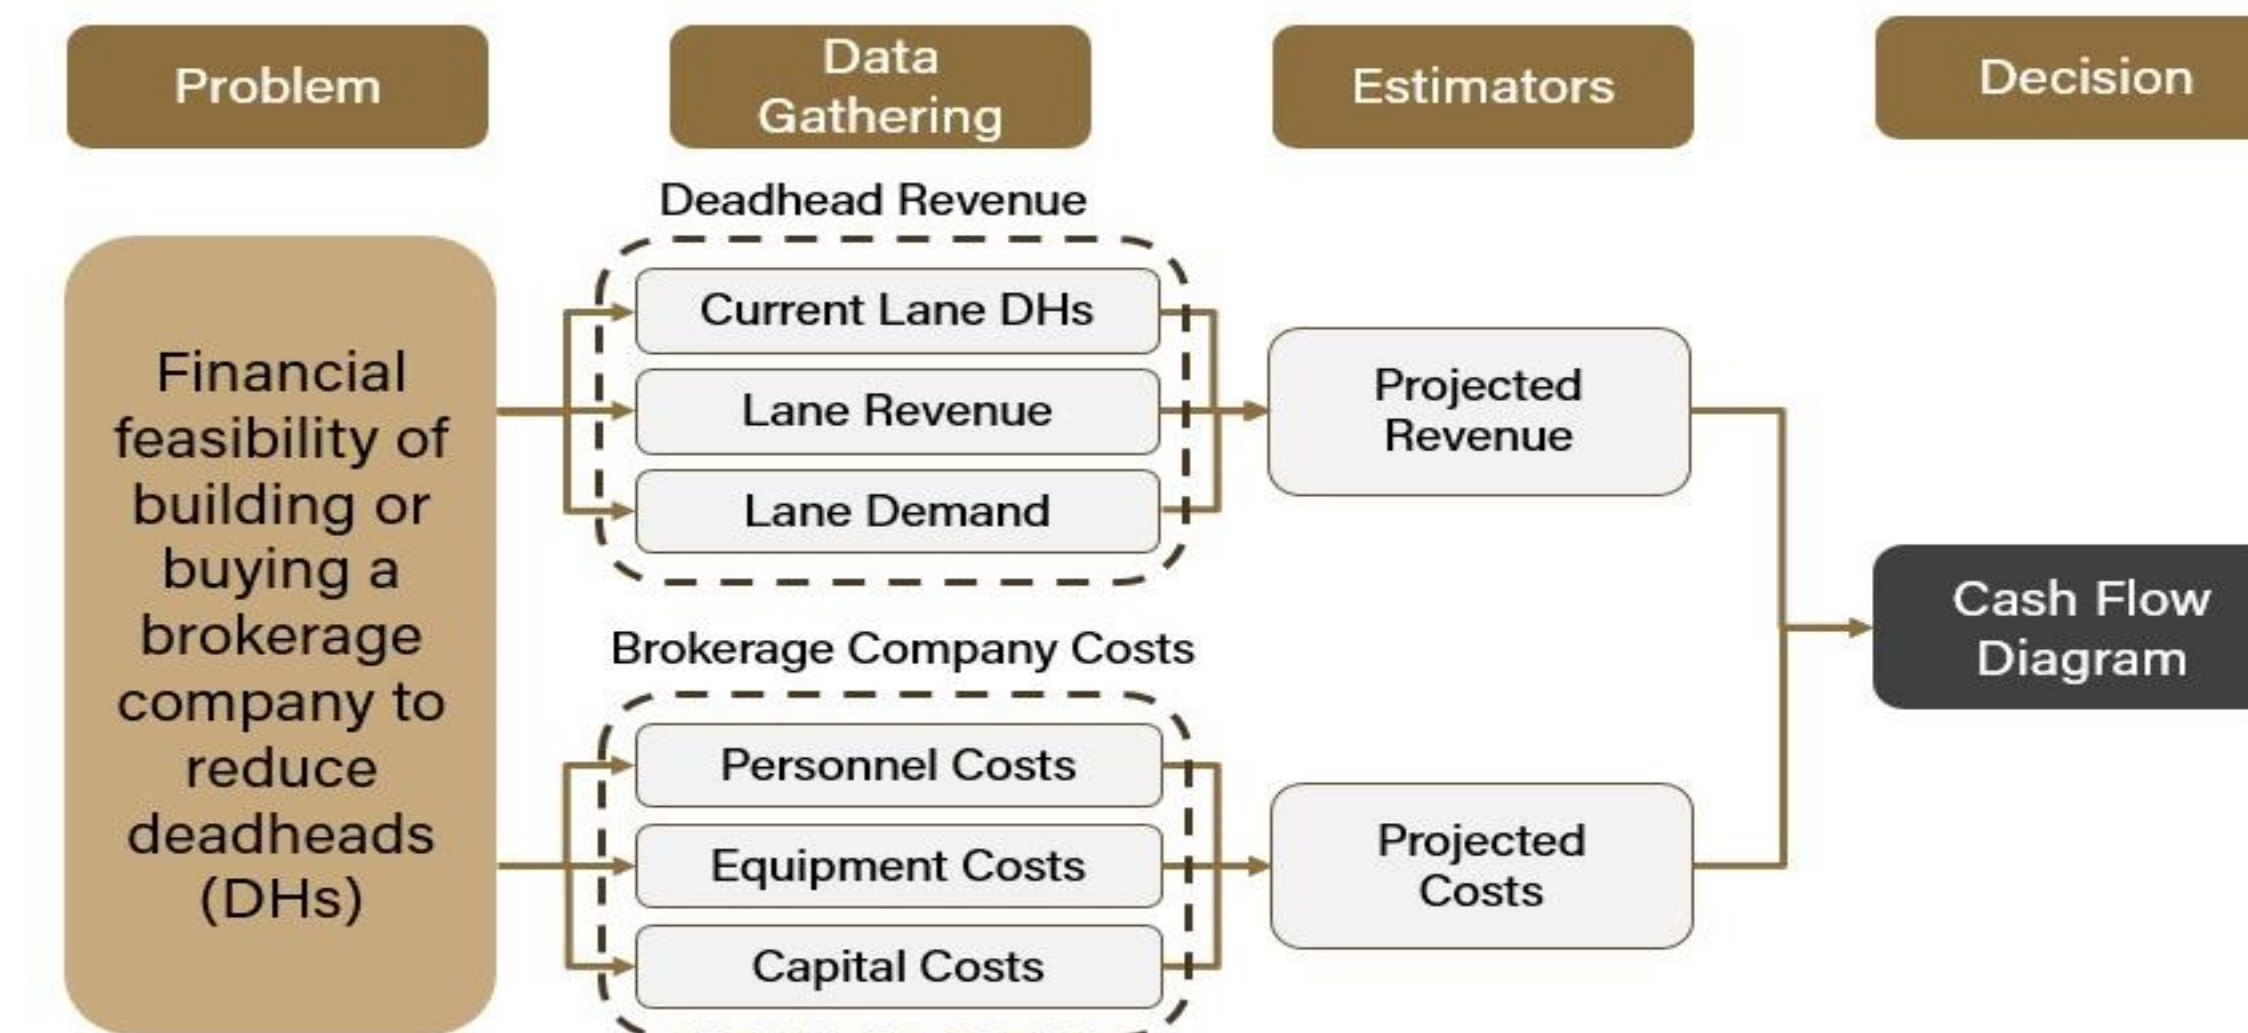 Problem
Data
Gathering
Estimators
Decision
Financial
feasibility of
building or
buying a
brokerage
company to
reduce
deadheads
(DHs)
Deadhead Revenue
Current Lane DHs
Lane Revenue
Lane Demand
Brokerage Company Costs
Personnel Costs
Equipment Costs
Capital Costs
Projected
Revenue
Projected
Costs
Cash Flow
Diagram